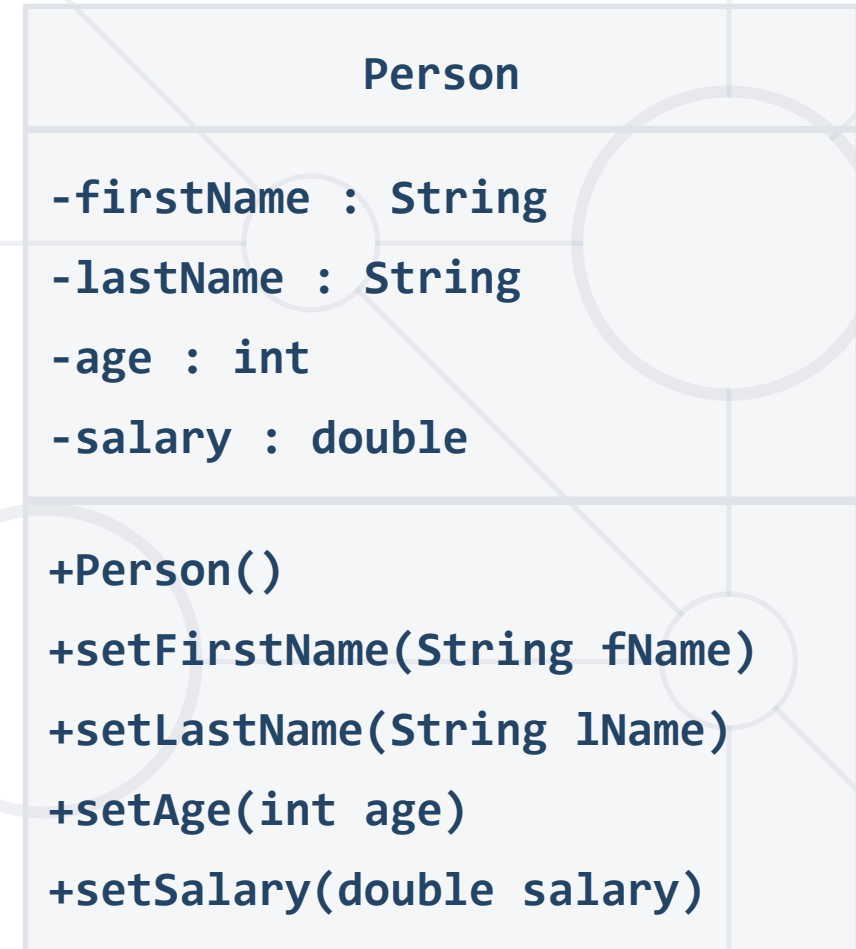 Person
-firstName : String
-lastName : String
-age : int
-salary : double
+Person()
+setFirstName(String fName)
+setLastName(String lName)
+setAge(int age)
+setSalary(double salary)